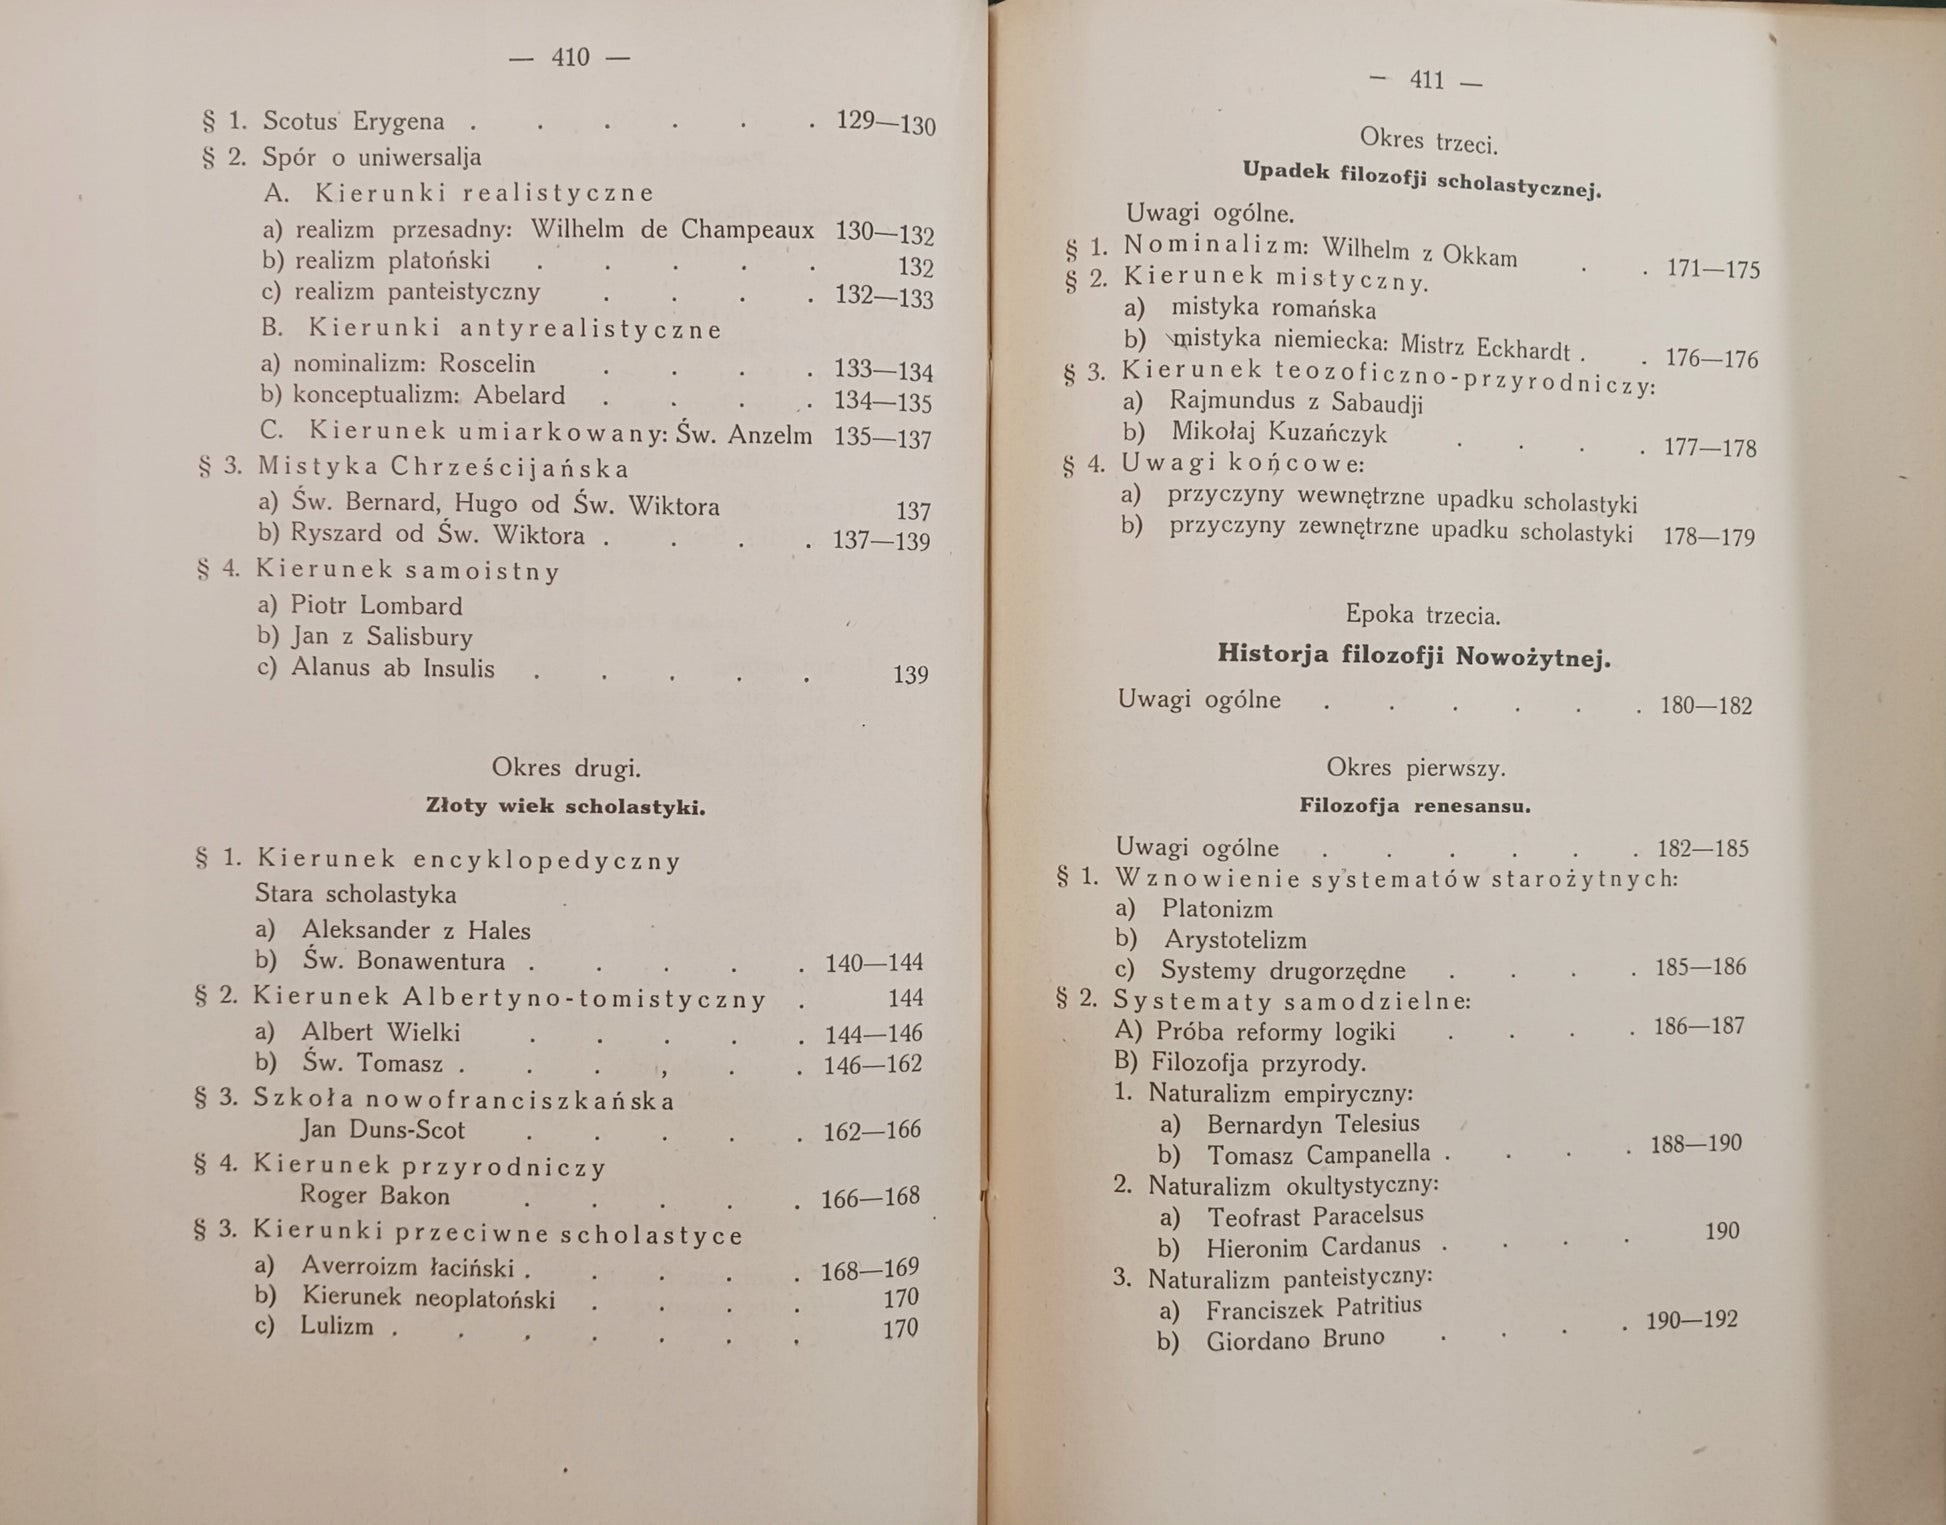 — 410 —
§ 1. Scotus Erygena . . . . . . 129—130
§ 2. Spór o uniwersalja
A. Kierunki realistyczne
a) realizm przesadny: Wilhelm de Champeaux 130—132
b) realizm platoński . . . . . 132
c) realizm panteistyczny . . . . 132—133
B. Kierunki antyrealistyczne
a) nominalizm: Roscelin . . . . 133—134
b) konceptualizm: Abelard . . . . 134—135
C. Kierunek umiarkowany: Św. Anzelm 135—137
§ 3. Mistyka Chrześcijańska
a) Św. Bernard, Hugo od Św. Wiktora 137
b) Ryszard od Św. Wiktora . . . . 137—139
§ 4. Kierunek samoistny
a) Piotr Lombard
b) Jan z Salisbury
c) Alanus ab Insulis . . . . . 139
Okres drugi.
Złoty wiek scholastyki.
§ 1. Kierunek encyklopedyczny
Stara scholastyka
a) Aleksander z Hales
b) Św. Bonawentura . . . . . 140—144
§ 2. Kierunek Albertyno-tomistyczny . 144
a) Albert Wielki . . . . . 144—146
b) Św. Tomasz . . . , . . 146—162
§ 3. Szkoła nowofranciszkańska
Jan Duns-Scot . . . . . 162—166
§ 4. Kierunek przyrodniczy
Roger Bakon . . . . . 166—168
§ 3. Kierunki przeciwne scholastyce
a) Averroizm łaciński . . . . . 168—169
b) Kierunek neoplatoński . . . . 170
c) Lulizm . . . . . . . 170
— 411 —
Okres trzeci.
Upadek filozofji scholastycznej.
Uwagi ogólne.
§ 1. Nominalizm: Wilhelm z Okkam . . 171—175
§ 2. Kierunek mistyczny.
a) mistyka romańska
b) mistyka niemiecka: Mistrz Eckhardt . . 176—176
§ 3. Kierunek teozoficzno-przyrodniczy:
a) Rajmundus z Sabaudji
b) Mikołaj Kuzańczyk . . . . 177—178
§ 4. Uwagi końcowe:
a) przyczyny wewnętrzne upadku scholastyki
b) przyczyny zewnętrzne upadku scholastyki 178—179
Epoka trzecia.
Historja filozofji Nowożytnej.
Uwagi ogólne . . . . . . 180—182
Okres pierwszy.
Filozofja renesansu.
Uwagi ogólne . . . . . . 182—185
§ 1. Wznowienie systematów starożytnych:
a) Platonizm
b) Arystotelizm
c) Systemy drugorzędne . . . . 185—186
§ 2. Systematy samodzielne:
A) Próba reformy logiki . . . . 186—187
B) Filozofja przyrody.
1. Naturalizm empiryczny:
a) Bernardyn Telesius
b) Tomasz Campanella . . . . 188—190
2. Naturalizm okultystyczny:
a) Teofrast Paracelsus
b) Hieronim Cardanus . . . . 190
3. Naturalizm panteistyczny:
a) Franciszek Patritius
b) Giordano Bruno . . . . 190—192